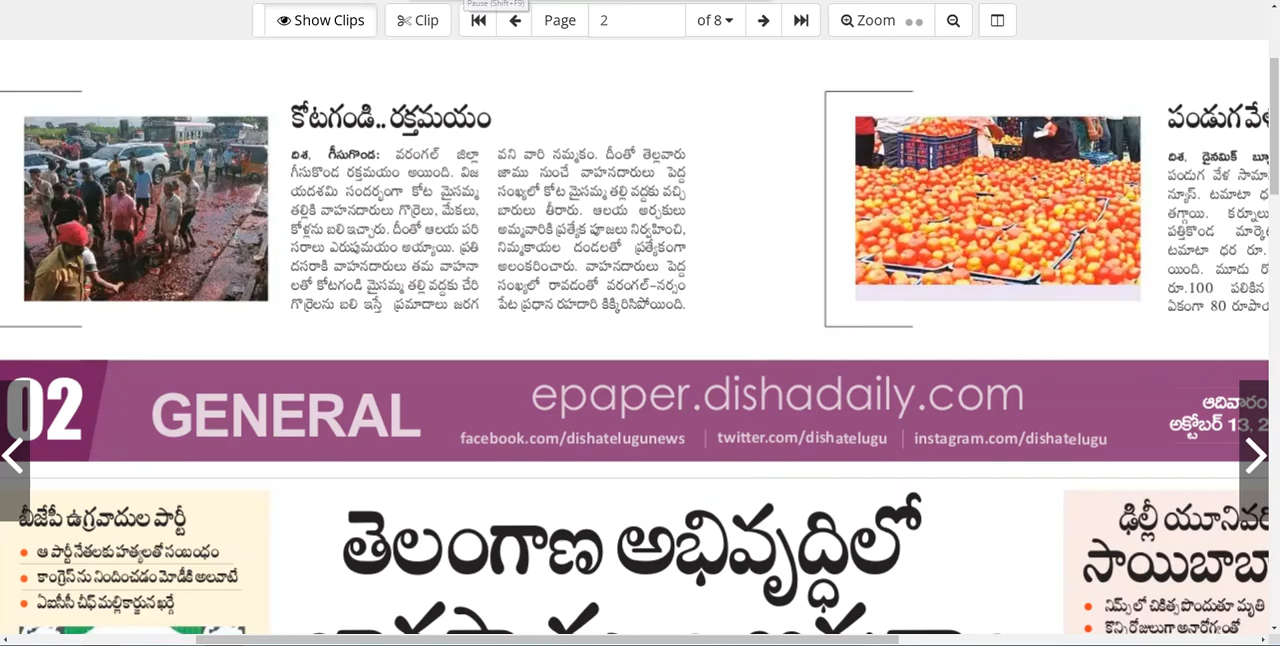 Pause (Shift+F9)
Show Clips Clip Page 2 of 8 Zoom
కోటగండి.. రక్తమయం
దిశ, గీసుగొండ: వరంగల్ జిల్లా
గీసుకొండ రక్తమయం అయింది. విజ
యదశమి సందర్భంగా కోట మైసమ్మ
తల్లికి వాహనదారులు గొర్రెలు, మేకలు,
కోళ్లను బలి ఇచ్చారు. దీంతో ఆలయ పరి
సరాలు ఎరుపుమయం అయ్యాయి. ప్రతి
దసరాకి వాహనదారులు తమ వాహనా
లతో కోటగండి మైసమ్మ తల్లి వద్దకు చేరి
గొర్రెలను బలి ఇస్తే ప్రమాదాలు జరగ
వని వారి నమ్మకం. దీంతో తెల్లవారు
జాము నుంచే వాహనదారులు పెద్ద
సంఖ్యలో కోట మైసమ్మ తల్లి వద్దకు వచ్చి
బారులు తీరారు. ఆలయ అర్చకులు
అమ్మవారికి ప్రత్యేక పూజలు నిర్వహించి,
నిమ్మకాయల దండలతో ప్రత్యేకంగా
అలంకరించారు. వాహనదారులు పెద్ద
సంఖ్యలో రావడంతో వరంగల్-నర్సం
పేట ప్రధాన రహదారి కిక్కిరిసిపోయింది.
పండుగ వే
దిశ, డైనమిక్ బ్యూ
పండుగ వేళ సామా
న్యూస్. టమాటా ధ
తగ్గాయి. కర్నూలు
పత్తికొండ మార్కె
టమాటా ధర రూ.
యింది. మూడు రో
రూ.100 పలికిన
ఏకంగా 80 రూపాయ
02 GENERAL
epaper.dishadaily.com
facebook.com/dishatelugunews | twitter.com/dishatelugu | instagram.com/dishatelugu
ఆదివారం
అక్టోబర్ 13, 2
బీజేపీ ఉగ్రవాదుల పార్టీ
• ఆ పార్టీ నేతలకు హత్యలతో సంబంధం
• కాంగ్రెస్‌ను నిందించడం మోడీకి అలవాటే
• ఏఐసీసీ చీఫ్ మల్లికార్జున ఖర్గే
తెలంగాణ అభివృద్ధిలో
ఢిల్లీ యూనివర్
సాయిబాబా
• నిమ్స్‌లో చికిత్స పొందుతూ మృతి
• కొన్ని రోజులుగా అనారోగ్యంతో